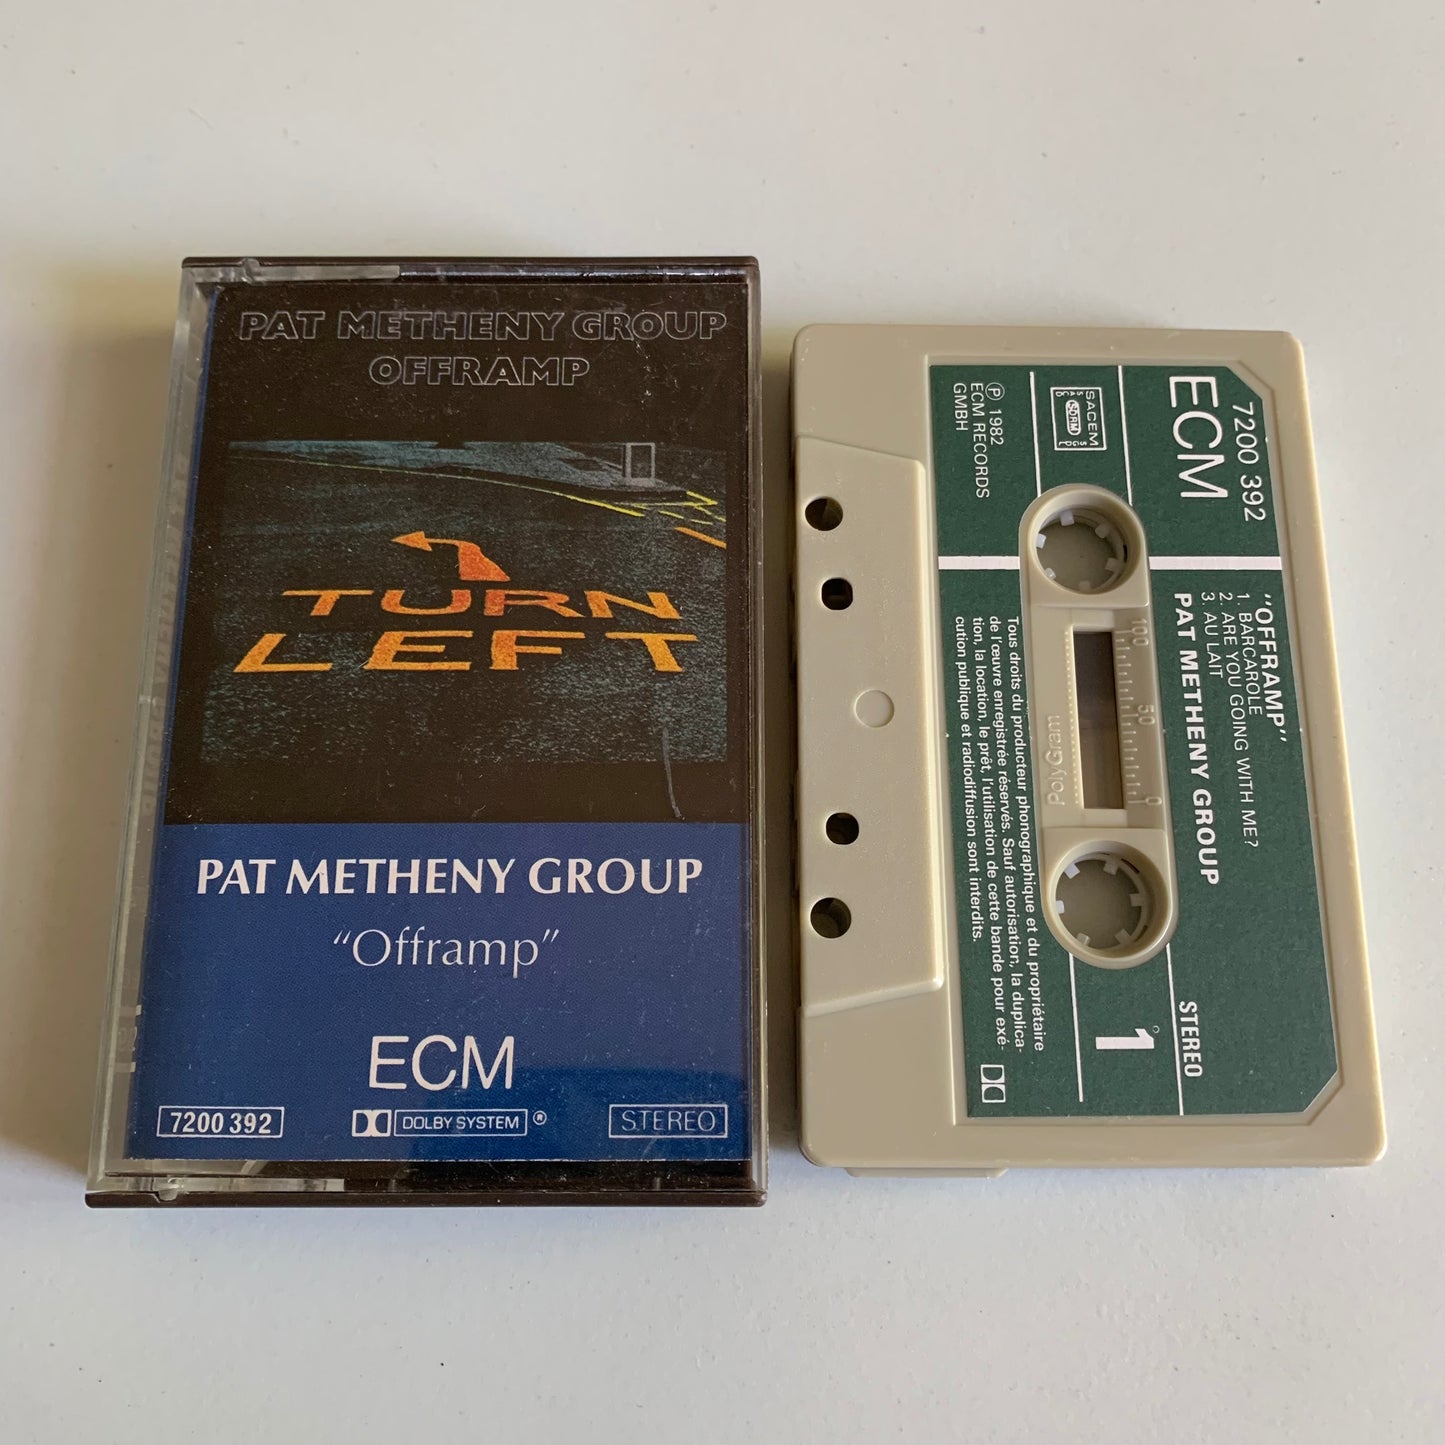 PAT METHENY GROUP
OFFRAMP
TURN
LEFT
PAT METHENY GROUP
“Offramp”
ECM
7200 392
DOLBY SYSTEM ®
STEREO
7200 392
ECM
SACEM
SDRM
℗ 1982
ECM RECORDS
GMBH
"OFFRAMP"
1. BARCAROLE
2. ARE YOU GOING WITH ME?
3. AU LAIT
PAT METHENY GROUP
100 50 0
PolyGram
Tous droits du producteur phonographique et du propriétaire
de l'œuvre enregistrée réservés. Sauf autorisation, la duplica-
tion, la location, le prêt, l'utilisation de cette bande pour exé-
cution publique et radiodiffusion sont interdits.
STEREO
1